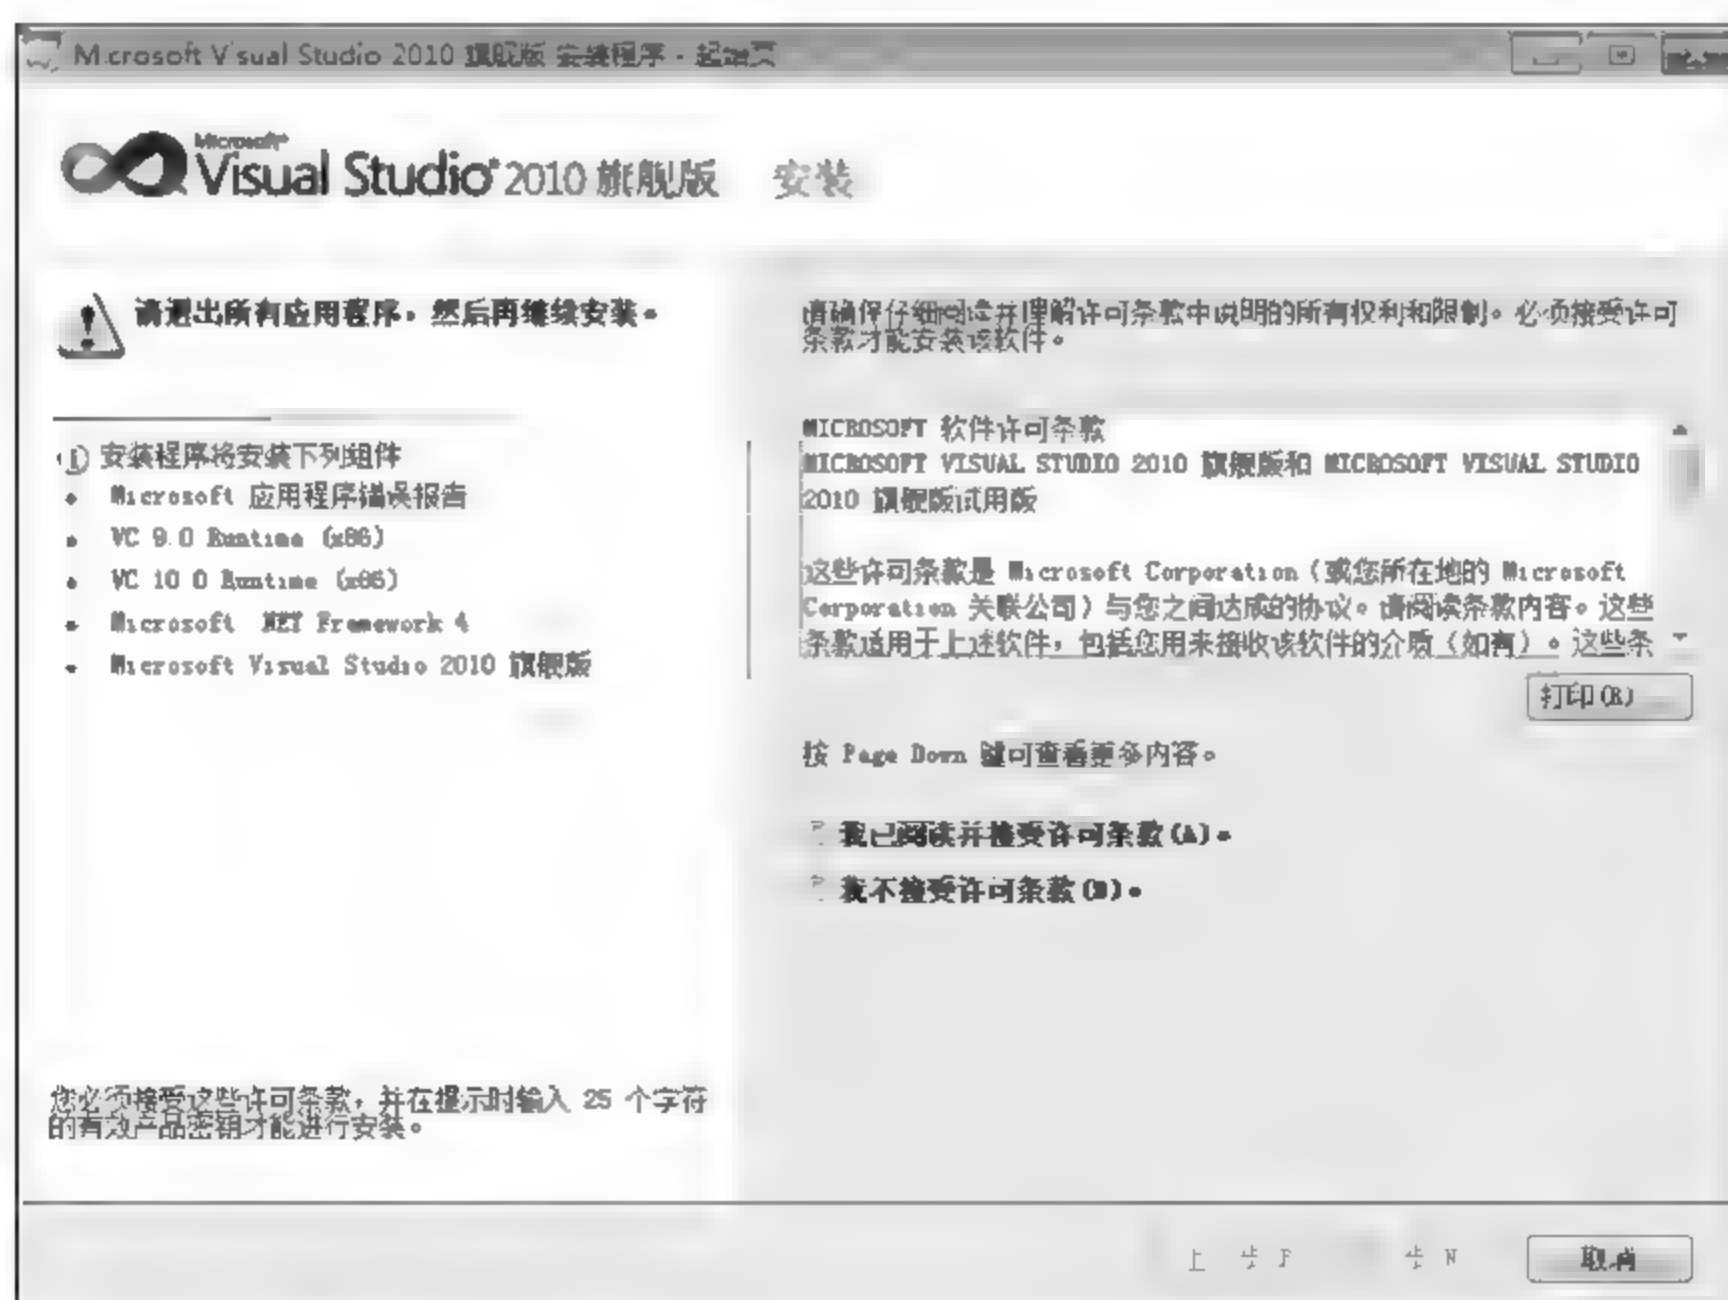 Microsoft Visual Studio 2010 旗舰版 安装程序 - 起始页
Microsoft
Visual Studio 2010 旗舰版 安装
请退出所有应用程序，然后再继续安装。
安装程序将安装下列组件
Microsoft 应用程序错误报告
VC 9.0 Runtime (x86)
VC 10.0 Runtime (x86)
Microsoft .NET Framework 4
Microsoft Visual Studio 2010 旗舰版
您必须接受这些许可条款，并在提示时输入 25 个字符
的有效产品密钥才能进行安装。
请确保仔细阅读并理解许可条款中说明的所有权利和限制。必须接受许可
条款才能安装该软件。
MICROSOFT 软件许可条款
MICROSOFT VISUAL STUDIO 2010 旗舰版和 MICROSOFT VISUAL STUDIO
2010 旗舰版试用版
这些许可条款是 Microsoft Corporation（或您所在地的 Microsoft
Corporation 关联公司）与您之间达成的协议。请阅读条款内容。这些
条款适用于上述软件，包括您用来接收该软件的介质（如有）。这些条
打印(R)
按 Page Down 键可查看更多内容。
我已阅读并接受许可条款(A)。
我不接受许可条款(D)。
上 步 P 步 N 取消